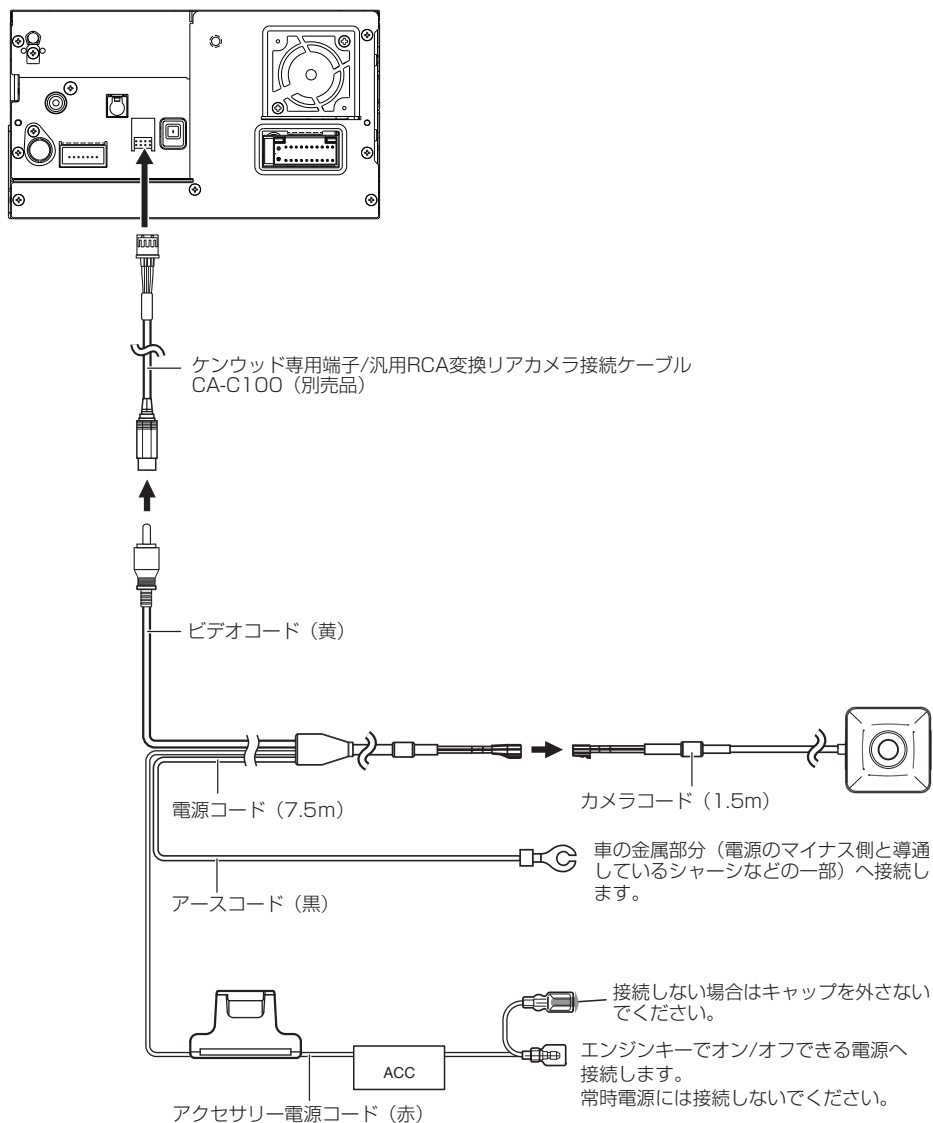 ケンウッド専用端子/汎用RCA変換リアカメラ接続ケーブル
CA-C100（別売品）
ビデオコード（黄）
電源コード（7.5m）
カメラコード（1.5m）
車の金属部分（電源のマイナス側と導通
しているシャーシなどの一部）へ接続し
ます。
アースコード（黒）
接続しない場合はキャップを外さない
でください。
エンジンキーでオン/オフできる電源へ
接続します。
常時電源には接続しないでください。
ACC
アクセサリー電源コード（赤）